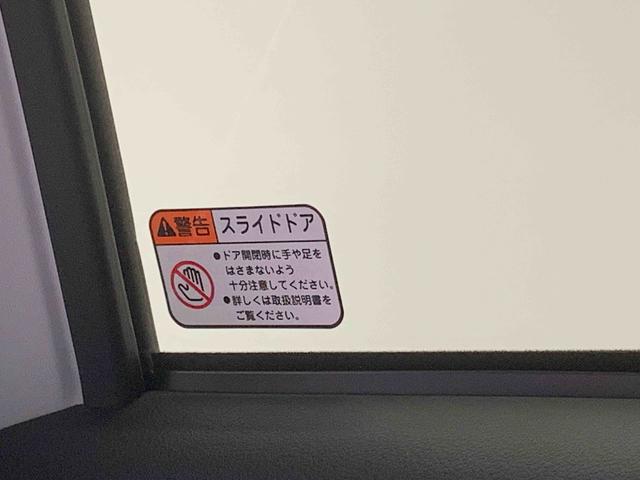 警告 スライドドア
●ドア開閉時に手や足を
はさまないよう
十分注意してください。
●詳しくは取扱説明書を
ご覧ください。